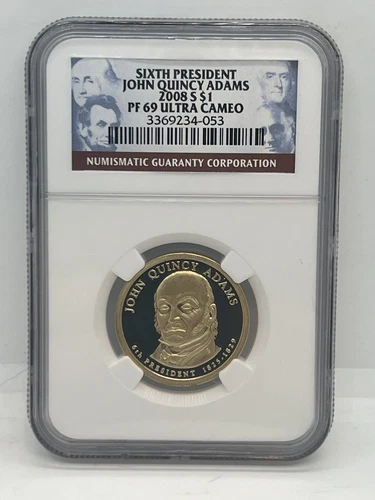 SIXTH PRESIDENT
JOHN QUINCY ADAMS
2008 S $1
PF 69 ULTRA CAMEO
3369234-053
NUMISMATIC GUARANTY CORPORATION
JOHN QUINCY ADAMS
6th PRESIDENT 1825-1829